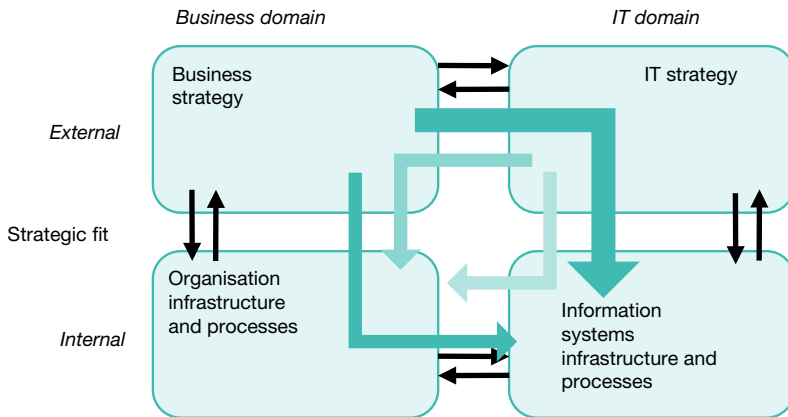 Business domain
IT domain
Business
strategy
IT strategy
External
Strategic fit
Organisation
infrastructure
and processes
Internal
Information
systems
infrastructure and
processes